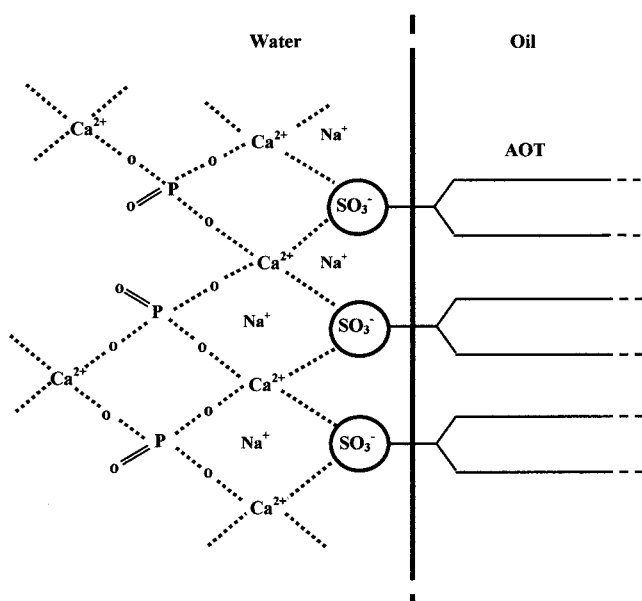 Water Oil
Ca2+ Ca2+ Na+
AOT
o o
P
o SO3-
o
Ca2+ Na+
o o
P Na+ SO3-
o o
Ca2+ Ca2+
o o
P Na+ SO3-
o o
Ca2+